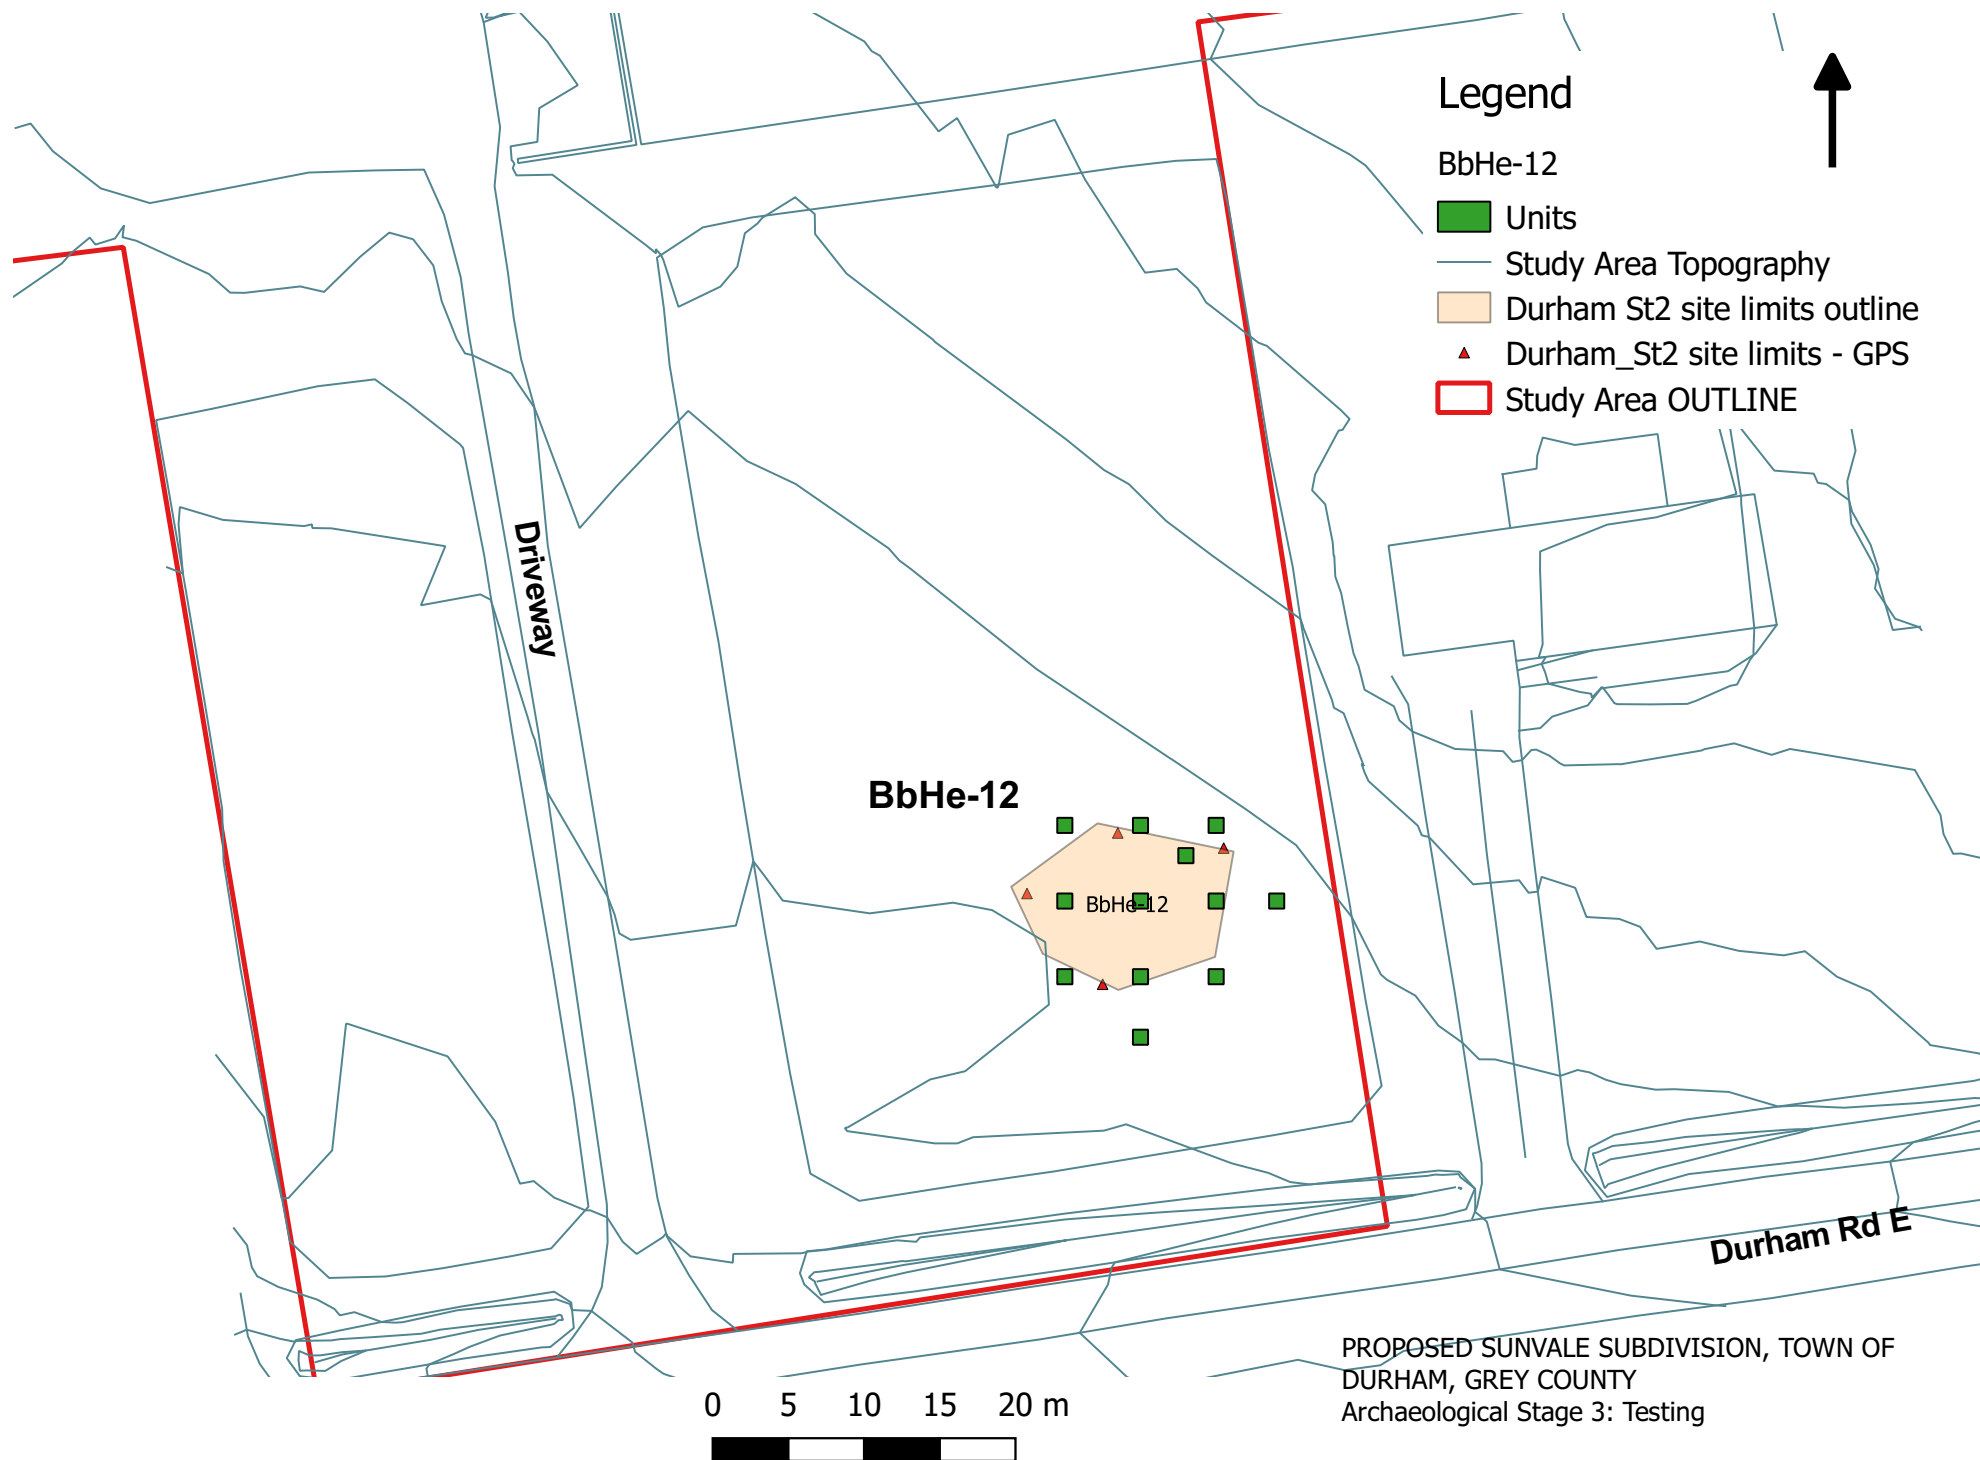 Legend
BbHe-12
Units
Study Area Topography
Durham St2 site limits outline
Durham_St2 site limits - GPS
Study Area OUTLINE
Driveway
BbHe-12
BbHe-12
Durham Rd E
PROPOSED SUNVALE SUBDIVISION, TOWN OF
DURHAM, GREY COUNTY
Archaeological Stage 3: Testing
0 5 10 15 20 m